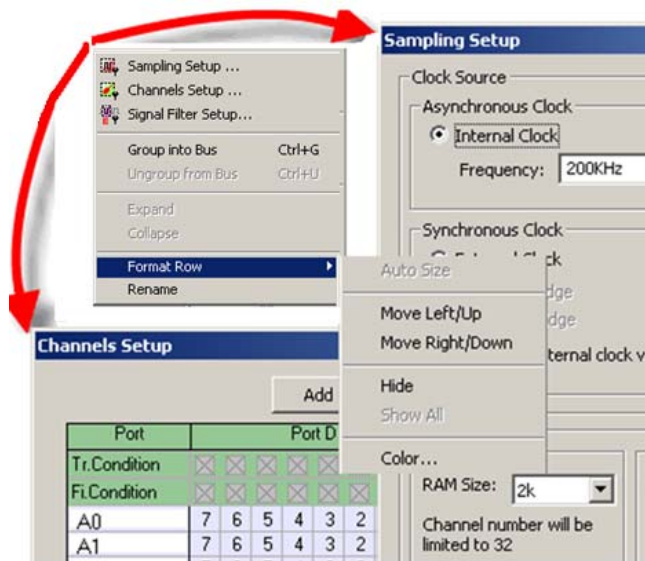 Sampling Setup ...
Channels Setup ...
Signal Filter Setup...
Group into Bus Ctrl+G
Ungroup from Bus Ctrl+U
Expand
Collapse
Format Row
Rename
Auto Size
Move Left/Up
Move Right/Down
Hide
Show All
Color...
Sampling Setup
Clock Source
Asynchronous Clock
Internal Clock
Frequency: 200KHz
Synchronous Clock
RAM Size: 2k
Channel number will be
limited to 32
Channels Setup
Add
Port Port D
Tr.Condition
Fi.Condition
A0 7 6 5 4 3 2
A1 7 6 5 4 3 2